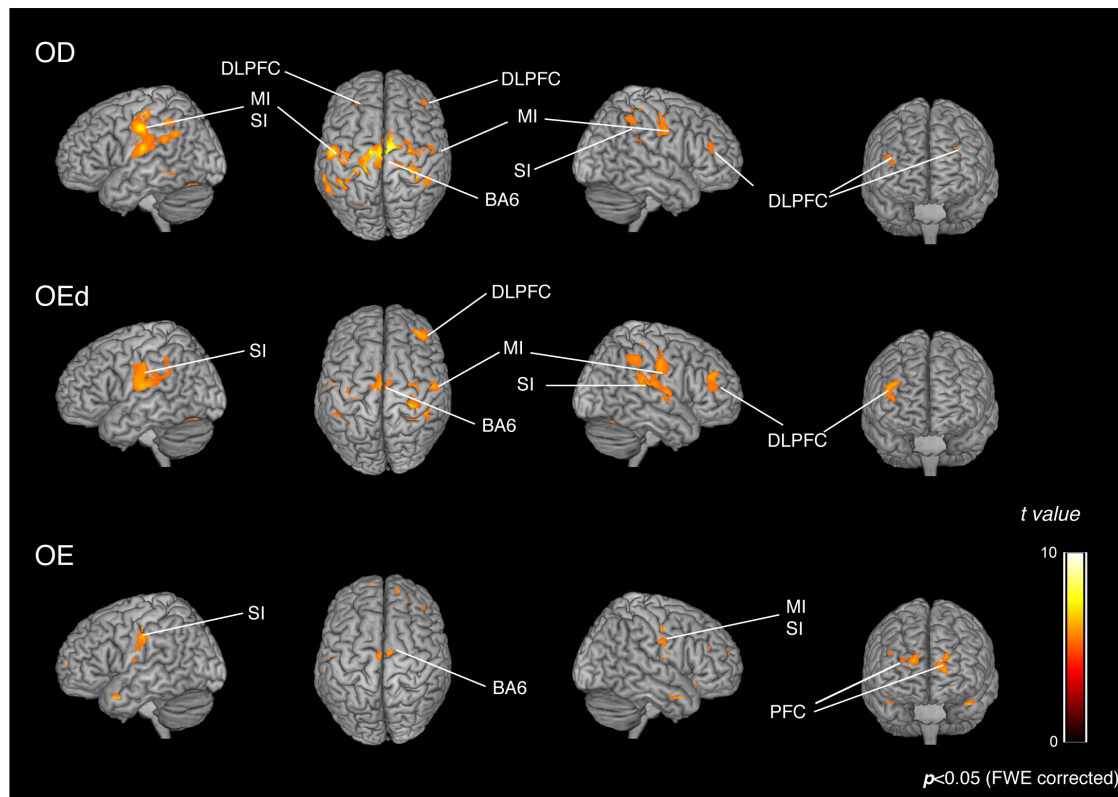 OD
DLPFC
DLPFC
MI
SI
MI
SI
BA6
DLPFC
OEd
DLPFC
SI
MI
SI
BA6
DLPFC
t value
10
OE
SI
MI
SI
BA6
PFC
0
p<0.05 (FWE corrected)